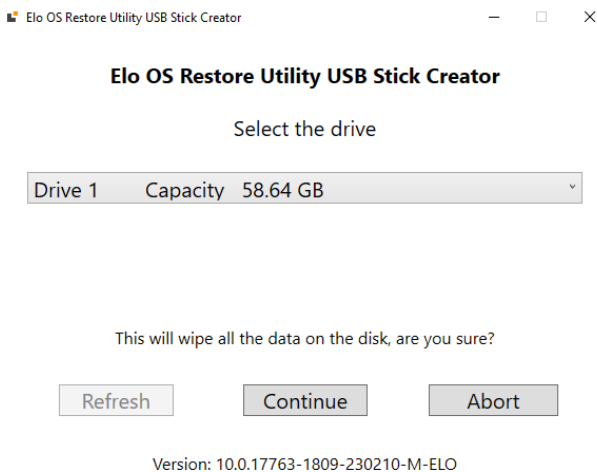 Elo OS Restore Utility USB Stick Creator
Elo OS Restore Utility USB Stick Creator
Select the drive
Drive 1 Capacity 58.64 GB
This will wipe all the data on the disk, are you sure?
Refresh Continue Abort
Version: 10.0.17763-1809-230210-M-ELO